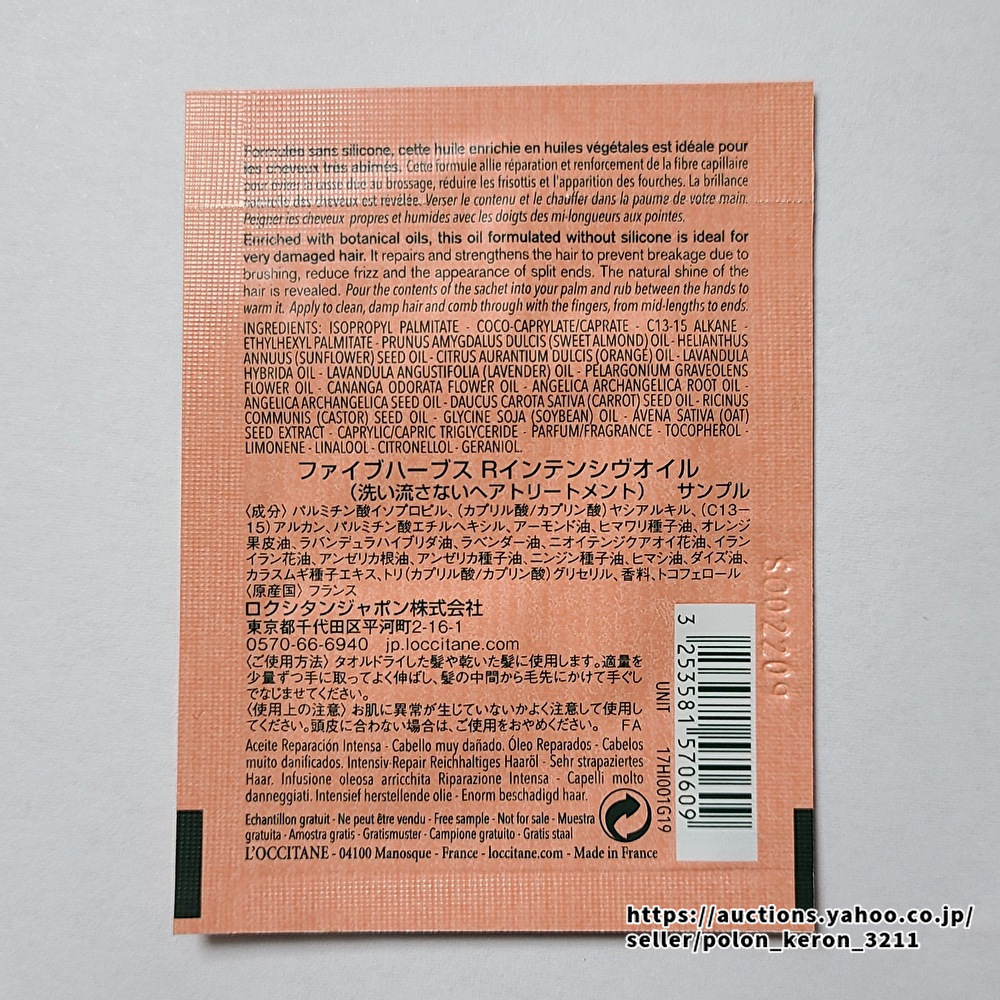 Formulée sans silicone, cette huile enrichie en huiles végétales est idéale pour
les cheveux très abîmés. Cette formule allie réparation et renforcement de la fibre capillaire
pour éviter la casse due au brossage, réduire les frisottis et l'apparition des fourches. La brillance
naturelle des cheveux est révélée. Verser le contenu et le chauffer dans la paume de votre main.
Peigner les cheveux propres et humides avec les doigts des mi-longueurs aux pointes.
Enriched with botanical oils, this oil formulated without silicone is ideal for
very damaged hair. It repairs and strengthens the hair to prevent breakage due to
brushing, reduce frizz and the appearance of split ends. The natural shine of the
hair is revealed. Pour the contents of the sachet into your palm and rub between the hands to
warm it. Apply to clean, damp hair and comb through with the fingers, from mid-lengths to ends.
INGREDIENTS: ISOPROPYL PALMITATE - COCO-CAPRYLATE/CAPRATE - C13-15 ALKANE -
ETHYLHEXYL PALMITATE - PRUNUS AMYGDALUS DULCIS (SWEET ALMOND) OIL - HELIANTHUS
ANNUUS (SUNFLOWER) SEED OIL - CITRUS AURANTIUM DULCIS (ORANGE) OIL - LAVANDULA
HYBRIDA OIL - LAVANDULA ANGUSTIFOLIA (LAVENDER) OIL - PELARGONIUM GRAVEOLENS
FLOWER OIL - CANANGA ODORATA FLOWER OIL - ANGELICA ARCHANGELICA ROOT OIL -
ANGELICA ARCHANGELICA SEED OIL - DAUCUS CAROTA SATIVA (CARROT) SEED OIL - RICINUS
COMMUNIS (CASTOR) SEED OIL - GLYCINE SOJA (SOYBEAN) OIL - AVENA SATIVA (OAT)
SEED EXTRACT - CAPRYLIC/CAPRIC TRIGLYCERIDE - PARFUM/FRAGRANCE - TOCOPHEROL -
LIMONENE - LINALOOL - CITRONELLOL - GERANIOL.
ファイブハーブス Rインテンシヴオイル
(洗い流さないヘアトリートメント) サンプル
〈成分〉パルミチン酸イソプロピル、(カプリル酸/カプリン酸)ヤシアルキル、(C13-
15)アルカン、パルミチン酸エチルヘキシル、アーモンド油、ヒマワリ種子油、オレンジ
果皮油、ラバンデュラハイブリダ油、ラベンダー油、ニオイテンジクアオイ花油、イラン
イラン花油、アンゼリカ根油、アンゼリカ種子油、ニンジン種子油、ヒマシ油、ダイズ油、
カラスムギ種子エキス、トリ(カプリル酸/カプリン酸)グリセリル、香料、トコフェロール
〈原産国〉フランス
ロクシタンジャポン株式会社
東京都千代田区平河町2-16-1
0570-66-6940 jp.loccitane.com
〈ご使用方法〉タオルドライした髪や乾いた髪に使用します。適量を
少量ずつ手に取ってよく伸ばし、髪の中間から毛先にかけて手ぐし
でなじませてください。
〈使用上の注意〉お肌に異常が生じていないかよく注意して使用し
てください。頭皮に合わない場合は、ご使用をおやめください。 FA
Aceite Reparación Intensa - Cabello muy dañado. Óleo Reparados - Cabelos
muito danificados. Intensiv-Repair Reichhaltiges Haaröl - Sehr strapaziertes
Haar. Infusione oleosa arricchita Riparazione Intensa - Capelli molto
danneggiati. Intensief herstellende olie - Enorm beschadigd haar.
Echantillon gratuit - Ne peut être vendu - Free sample - Not for sale - Muestra
gratuita - Amostra gratis - Gratismuster - Campione gratuito - Gratis staal
L'OCCITANE - 04100 Manosque - France - loccitane.com - Made in France
UNIT 17HI001G19
3 253581 570609
S002209
https://auctions.yahoo.co.jp/
seller/polon_keron_3211